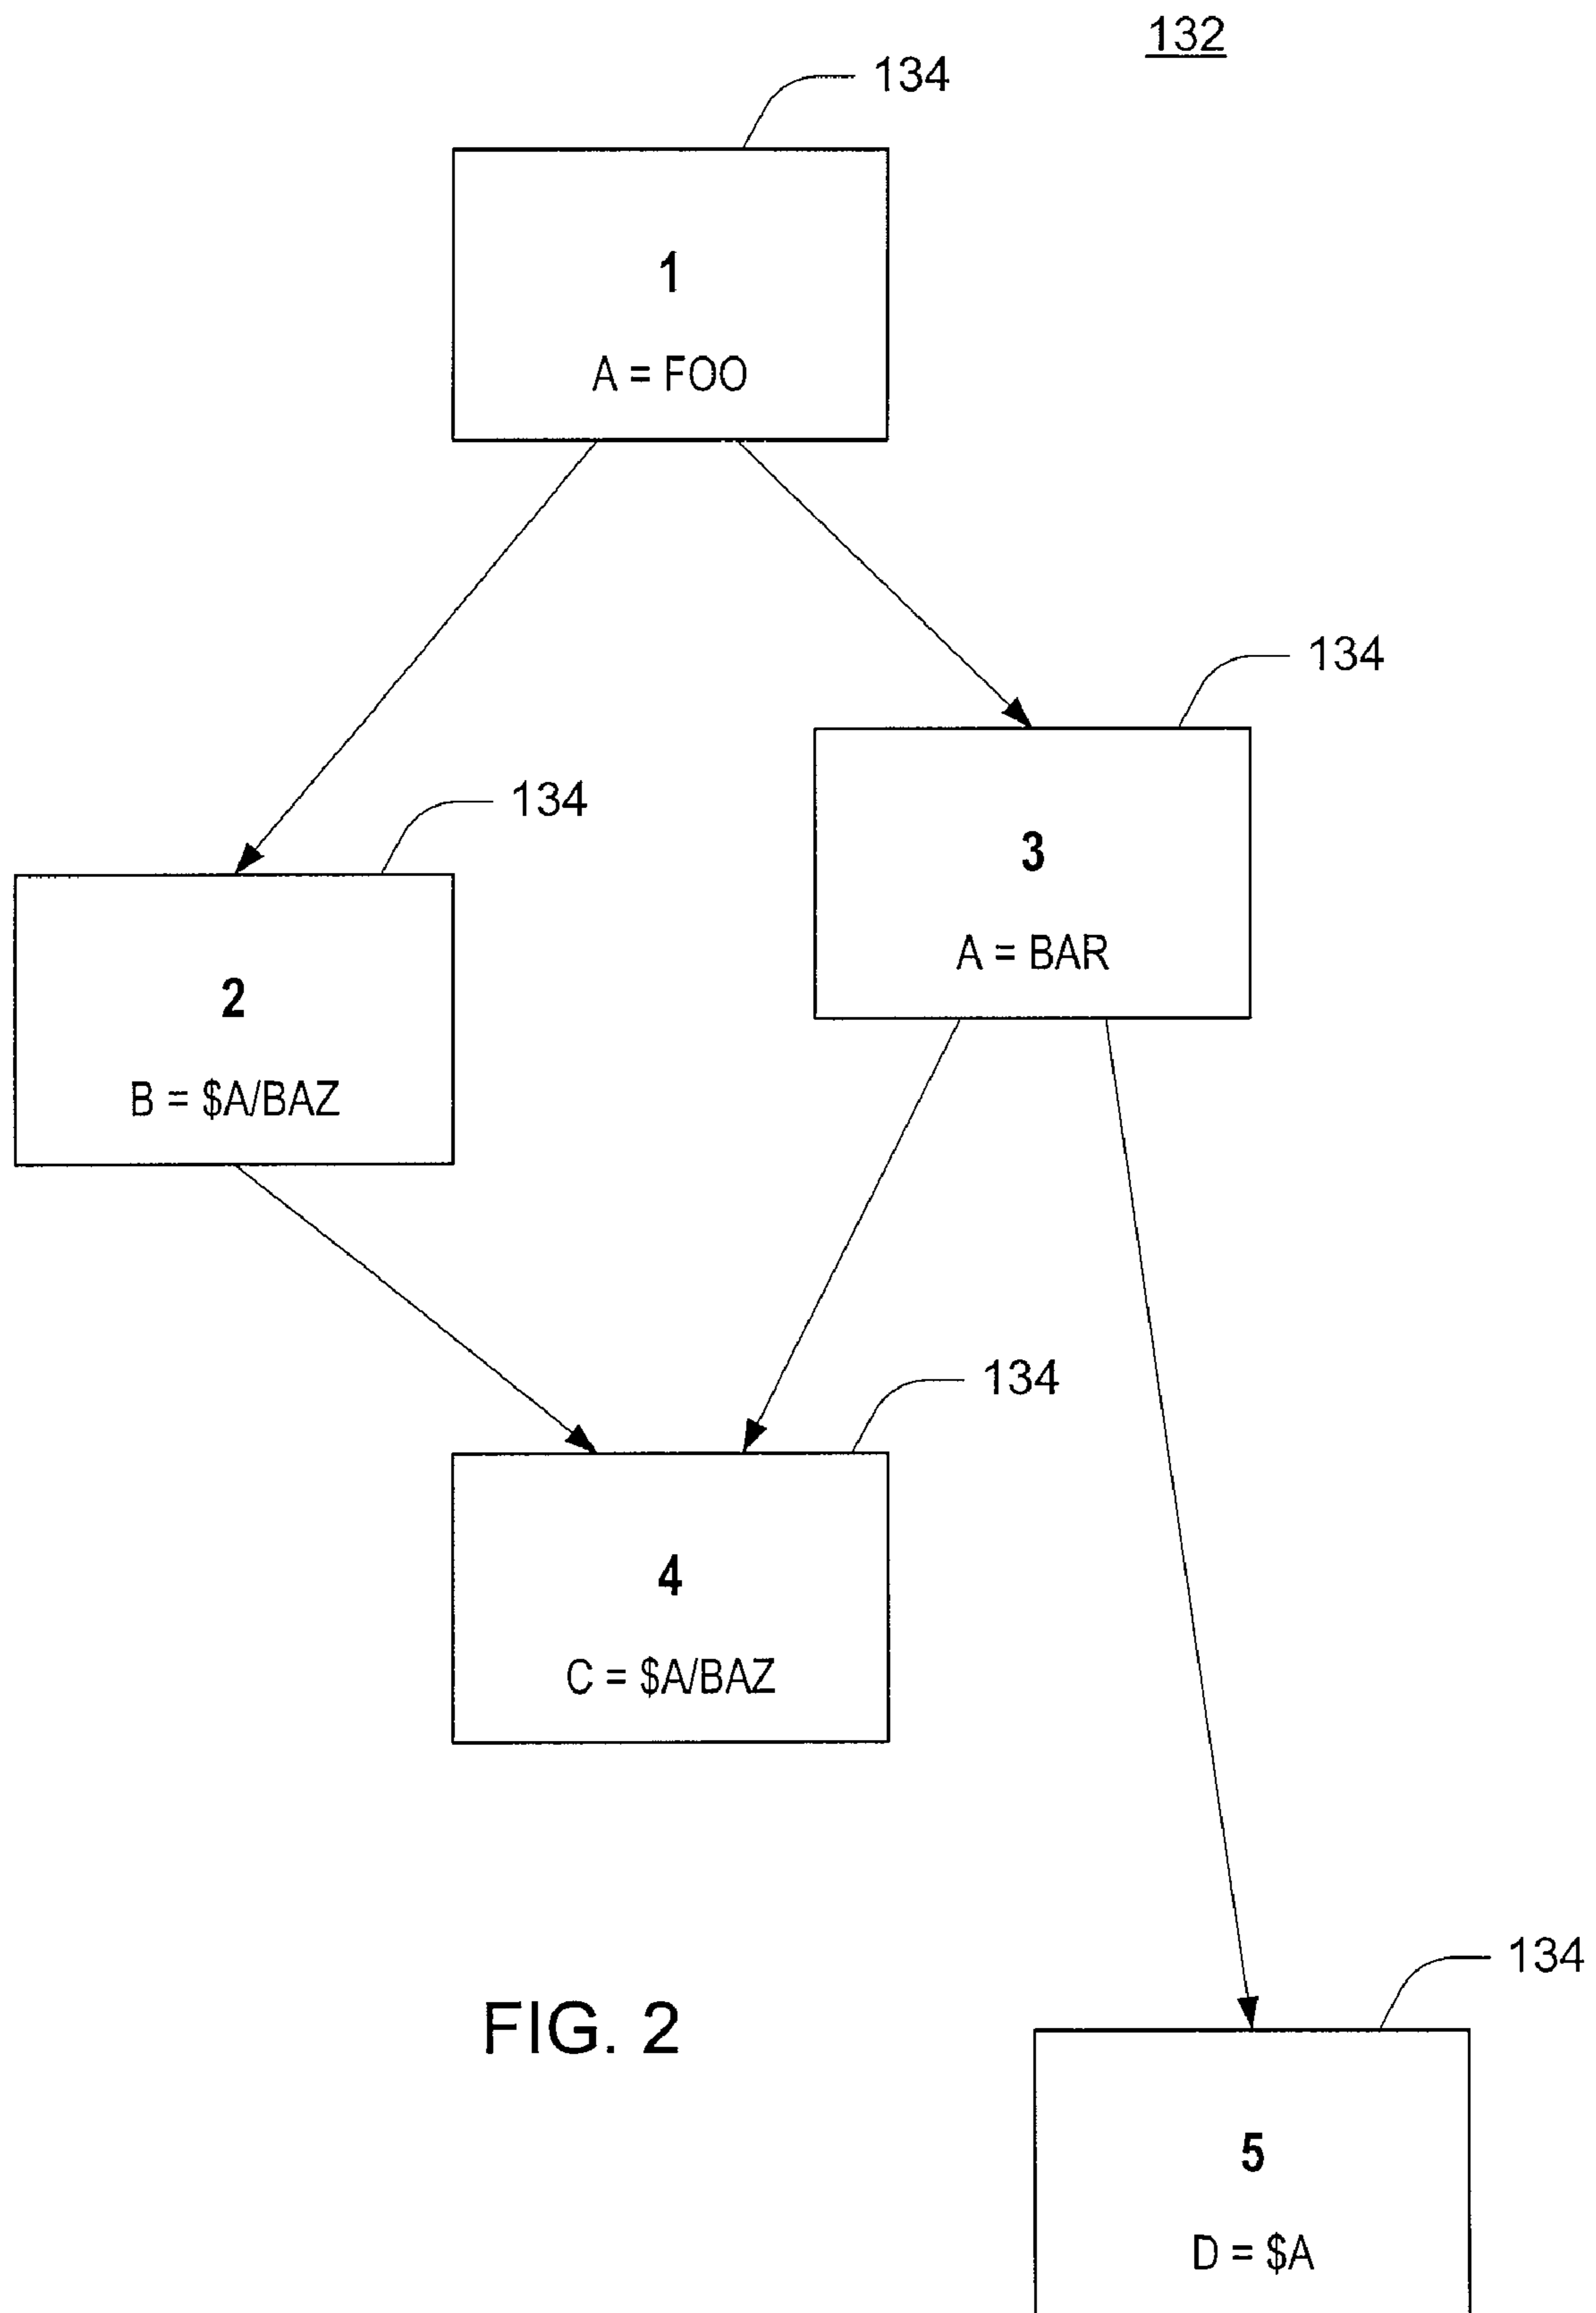 132
134
1
A = FOO
134
3
A = BAR
134
2
B = $A/BAZ
134
4
C = $A/BAZ
134
5
D = $A
FIG. 2